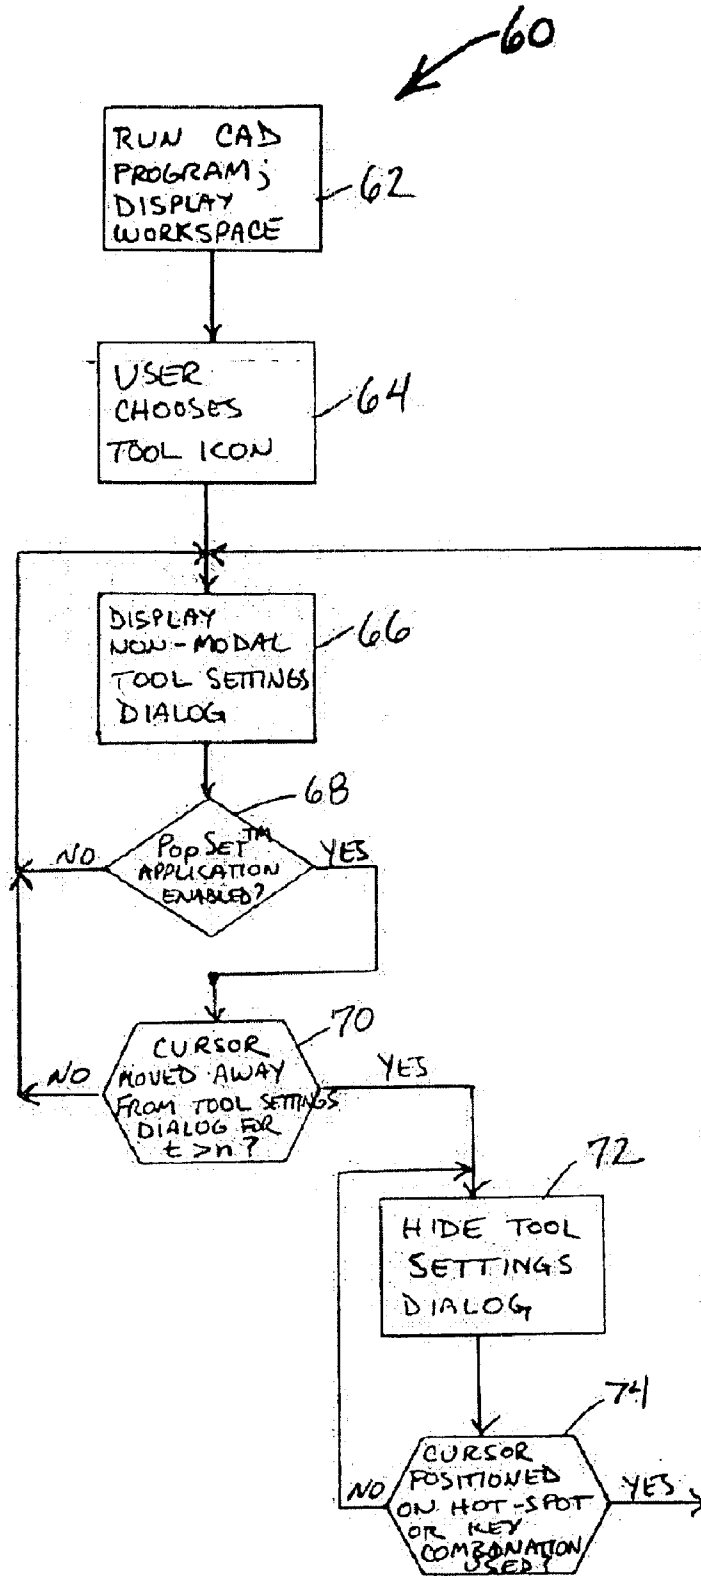 60
RUN CAD
PROGRAM;
DISPLAY
WORKSPACE
62
USER
CHOOSES
TOOL ICON
64
DISPLAY
NON-MODAL
TOOL SETTINGS
DIALOG
66
68
POPSET™
APPLICATION
ENABLED?
NO
YES
70
CURSOR
MOVED AWAY
FROM TOOL SETTINGS
DIALOG FOR
t>n?
NO
YES
72
HIDE TOOL
SETTINGS
DIALOG
74
CURSOR
POSITIONED
ON HOT-SPOT
OR KEY
COMBINATION
USED?
NO
YES